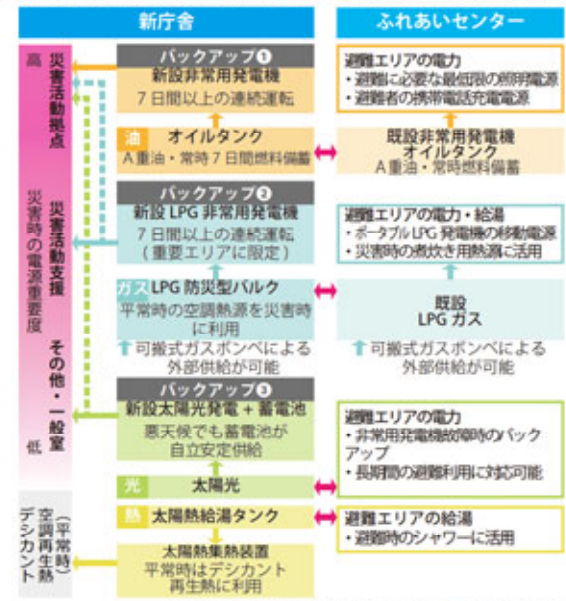 新庁舎
ふれあいセンター
高
災害時の電源重要度
低
災害活動拠点
災害活動支援
その他・一般室
(平常時)
空調再生熱
デシカント
バックアップ❶
新設非常用発電機
7日間以上の連続運転
油 オイルタンク
A重油・常時7日間燃料備蓄
バックアップ❷
新設LPG非常用発電機
7日間以上の連続運転
(重要エリアに限定)
ガス LPG防災型バルク
平常時の空調熱源を災害時
に利用
可搬式ガスボンベによる
外部供給が可能
バックアップ❸
新設太陽光発電+蓄電池
悪天候でも蓄電池が
自立安定供給
光 太陽光
熱 太陽熱給湯タンク
太陽熱集熱装置
平常時はデシカント
再生熱に利用
避難エリアの電力
・避難に必要な最低限の照明電源
・避難者の携帯電話充電電源
既設非常用発電機
オイルタンク
A重油・常時燃料備蓄
避難エリアの電力・給湯
・ポータブルLPG発電機の移動電源
・災害時の煮炊き用熱源に活用
既設
LPGガス
可搬式ガスボンベによる
外部供給が可能
避難エリアの電力
・非常用発電機故障時のバック
アップ
・長期間の避難利用に対応可能
避難エリアの給湯
・避難時のシャワーに活用